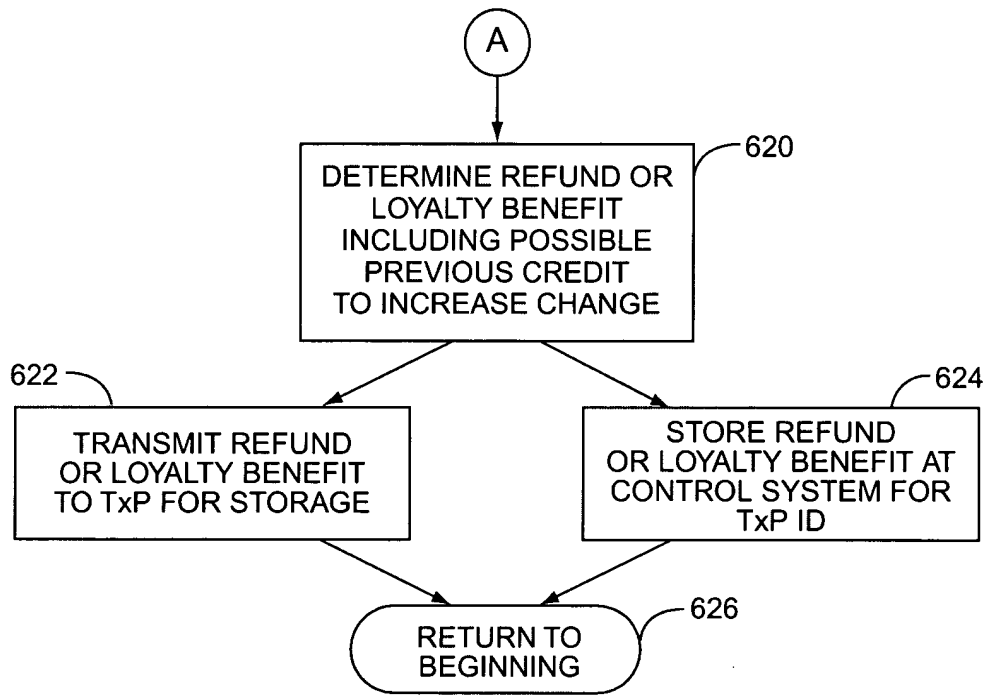 A
620
DETERMINE REFUND OR
LOYALTY BENEFIT
INCLUDING POSSIBLE
PREVIOUS CREDIT
TO INCREASE CHANGE
622
TRANSMIT REFUND
OR LOYALTY BENEFIT
TO TxP FOR STORAGE
624
STORE REFUND
OR LOYALTY BENEFIT AT
CONTROL SYSTEM FOR
TxP ID
626
RETURN TO
BEGINNING